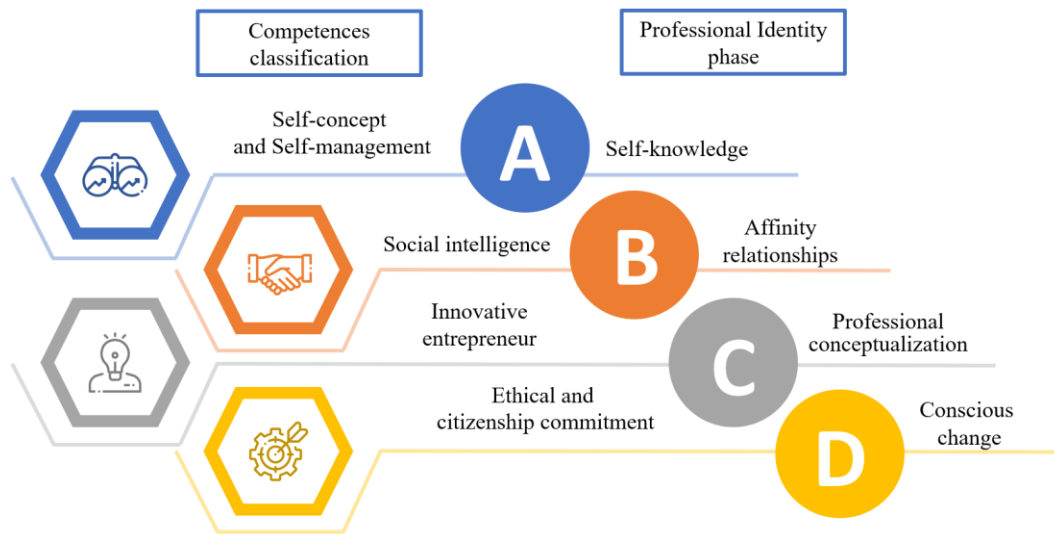 Competences
classification
Professional Identity
phase
Self-concept
and Self-management
A
Self-knowledge
Social intelligence
B
Affinity
relationships
Innovative
entrepreneur
C
Professional
conceptualization
Ethical and
citizenship commitment
D
Conscious
change